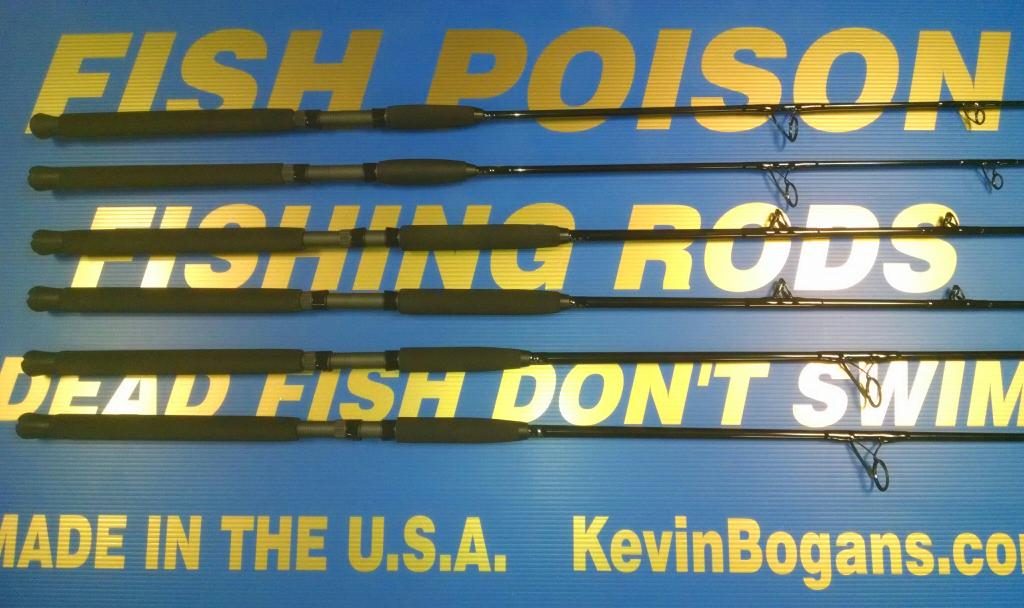 FISH POISON
FISHING RODS
DEAD FISH DON'T SWIM
MADE IN THE U.S.A. KevinBogans.co